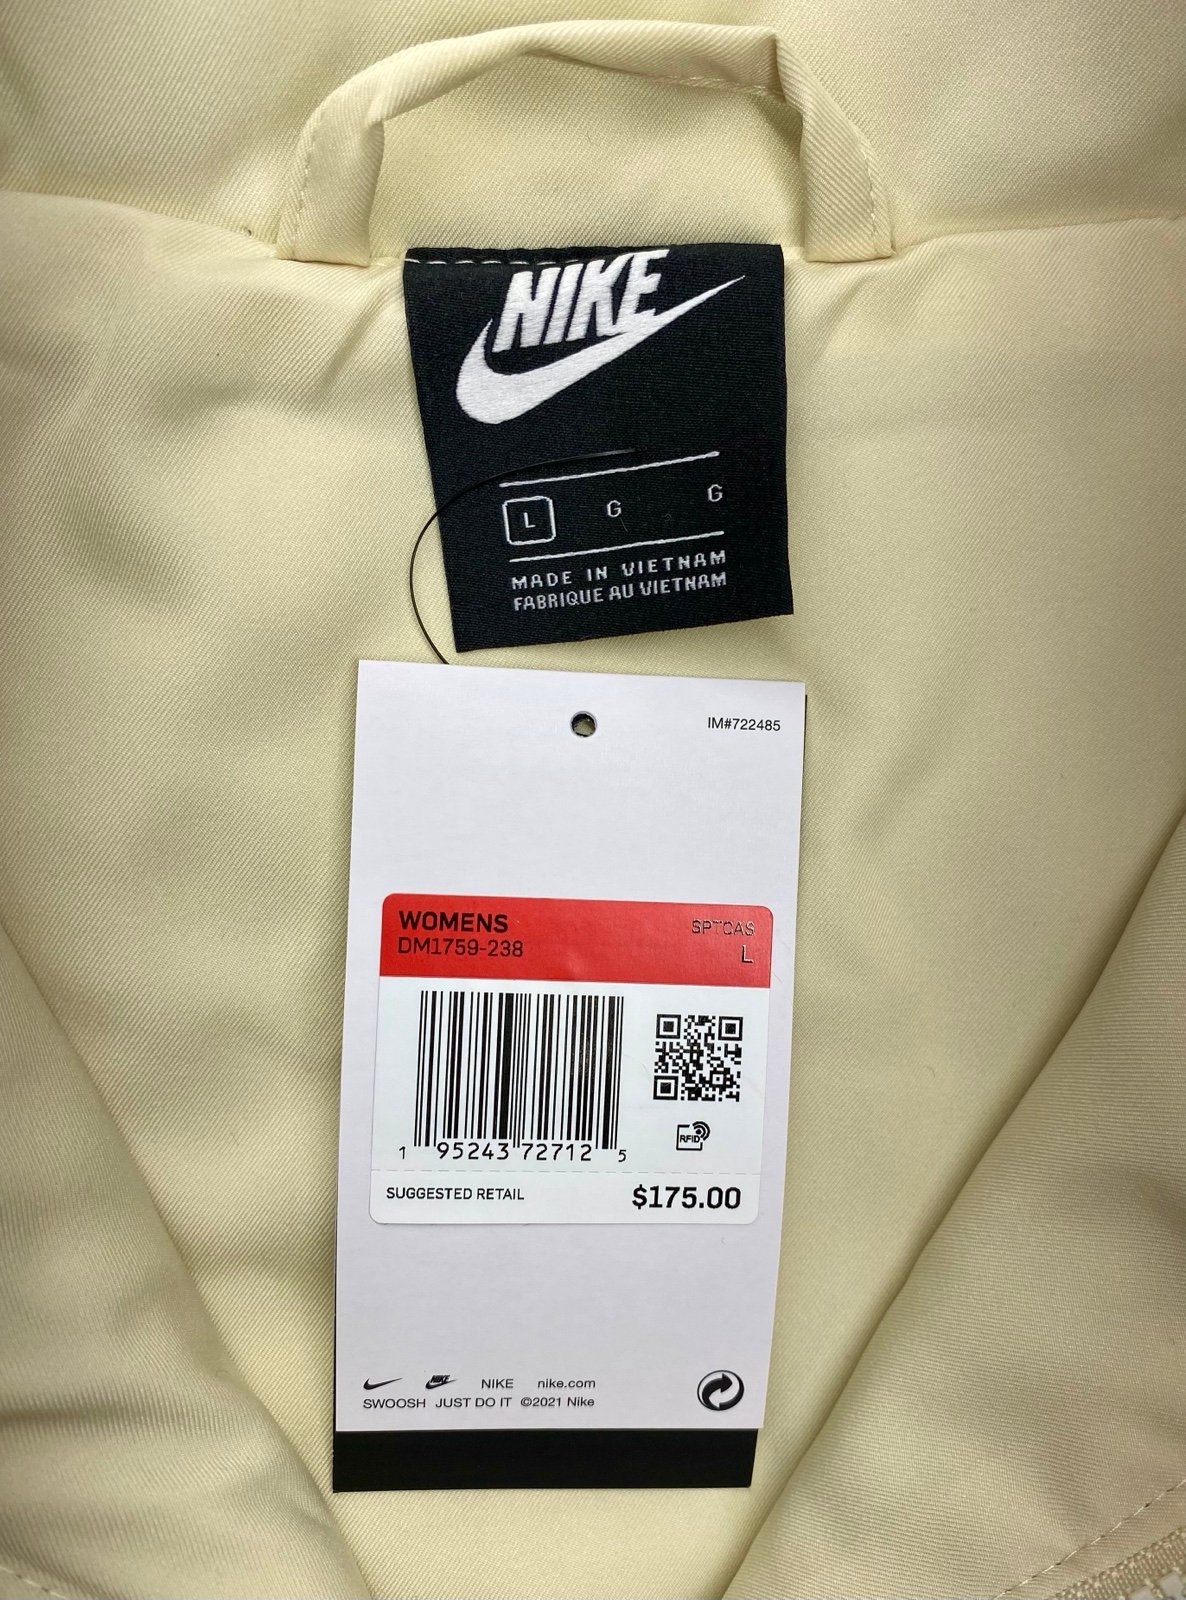 NIKE
L G G
MADE IN VIETNAM
FABRIQUE AU VIETNAM
IM#722485
WOMENS SPTCAS
DM1759-238 L
1 95243 72712 5
RFID
SUGGESTED RETAIL $175.00
NIKE NIKE nike.com
SWOOSH JUST DO IT ©2021 Nike